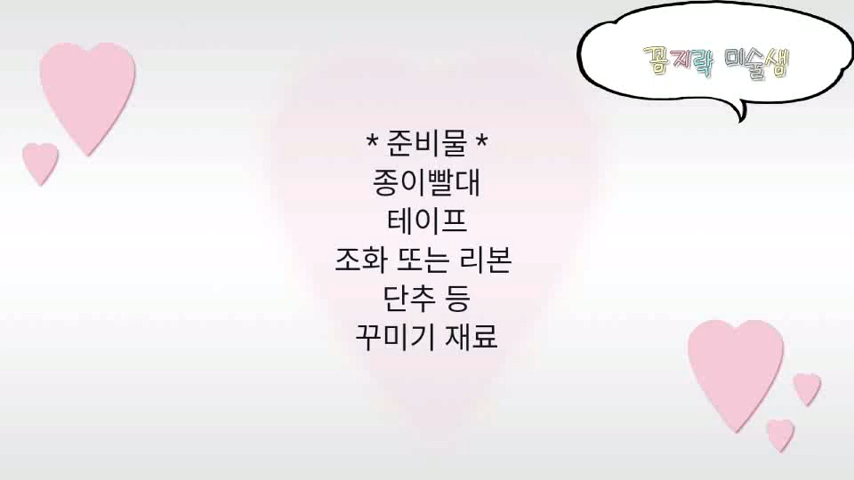 꼼지락 미술샘
* 준비물 *
종이빨대
테이프
조화 또는 리본
단추 등
꾸미기 재료